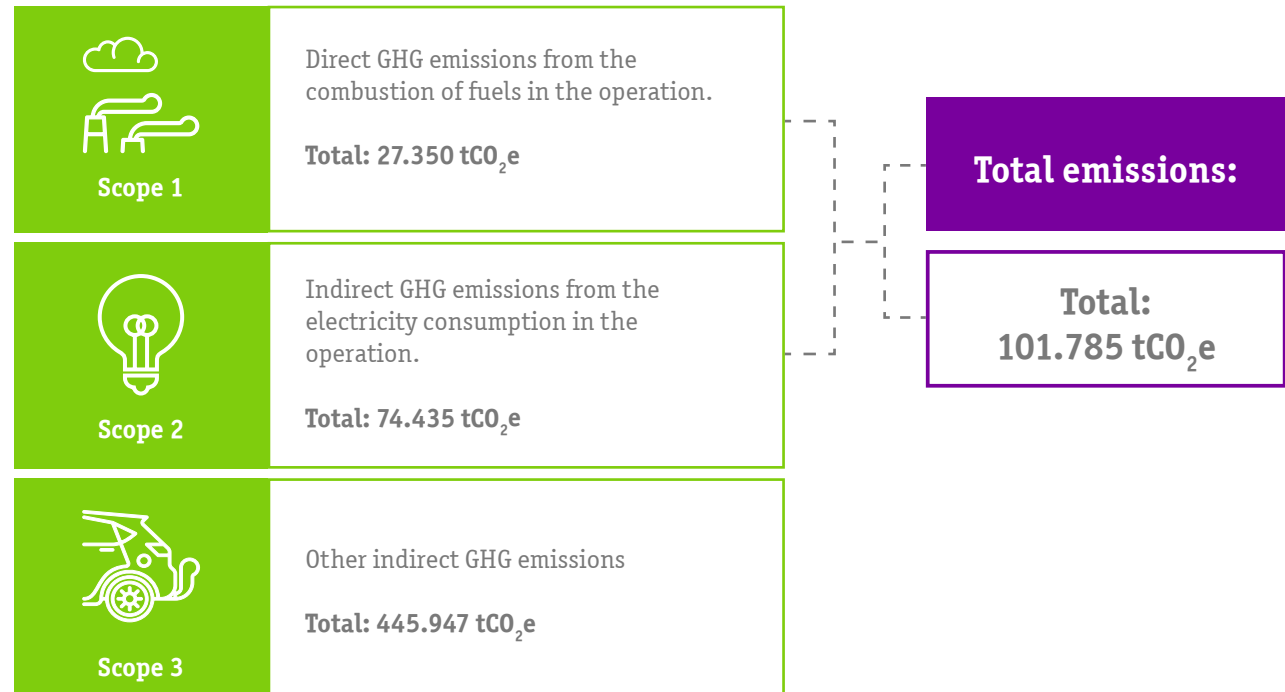 Scope 1
Direct GHG emissions from the
combustion of fuels in the operation.
Total: 27.350 tCO₂e
Scope 2
Indirect GHG emissions from the
electricity consumption in the
operation.
Total: 74.435 tCO₂e
Scope 3
Other indirect GHG emissions
Total: 445.947 tCO₂e
Total emissions:
Total:
101.785 tCO₂e